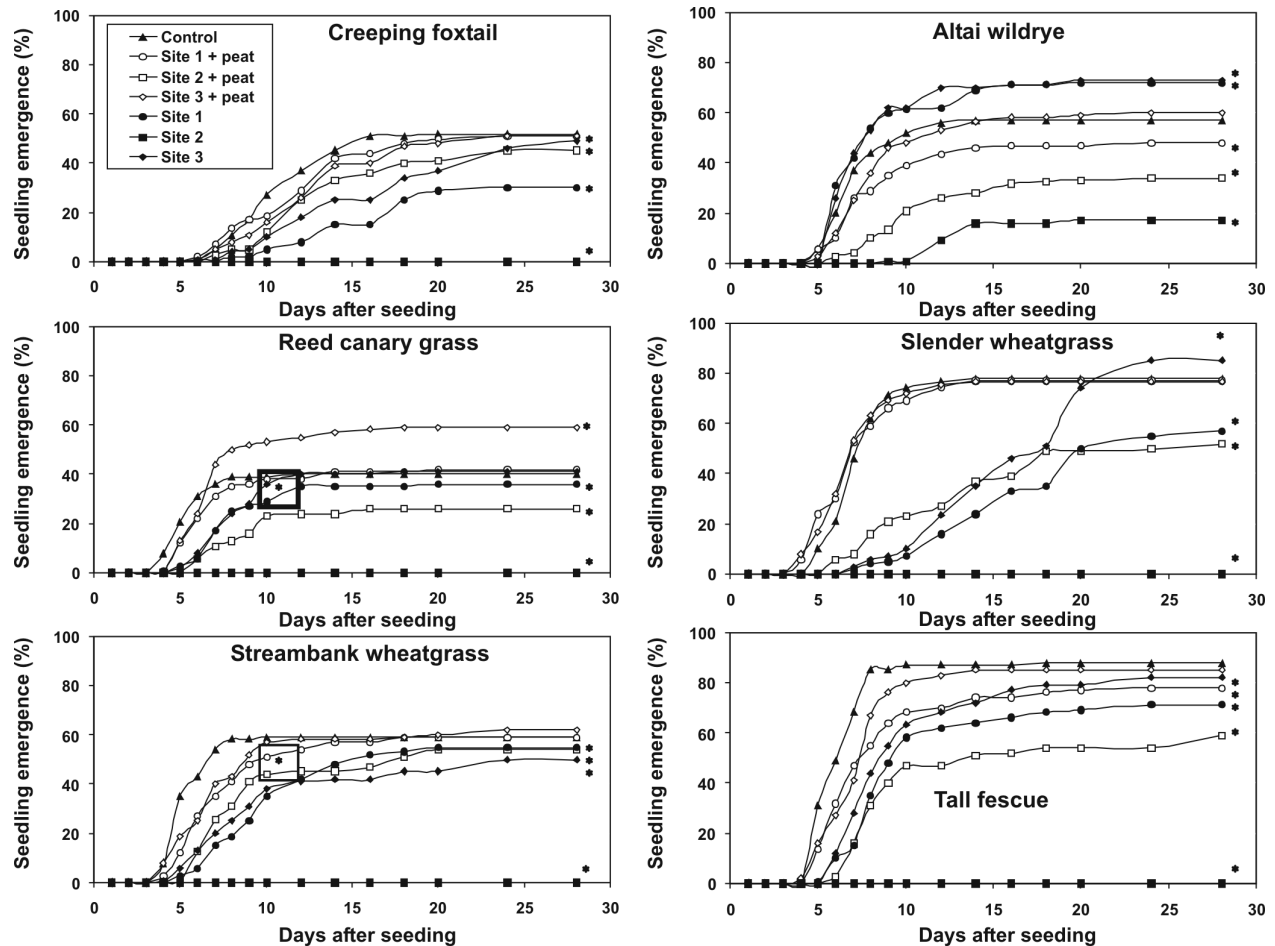 Creeping foxtail
Seedling emergence (%)
100
80
60
40
20
0
Control
Site 1 + peat
Site 2 + peat
Site 3 + peat
Site 1
Site 2
Site 3
*
*
*
*
0 5 10 15 20 25 30
Days after seeding
Altai wildrye
Seedling emergence (%)
100
80
60
40
20
0
*
*
*
*
*
0 5 10 15 20 25 30
Days after seeding
Reed canary grass
Seedling emergence (%)
100
80
60
40
20
0
*
*
*
*
*
0 5 10 15 20 25 30
Days after seeding
Slender wheatgrass
Seedling emergence (%)
100
80
60
40
20
0
*
*
*
*
0 5 10 15 20 25 30
Days after seeding
Streambank wheatgrass
Seedling emergence (%)
100
80
60
40
20
0
*
*
*
*
*
0 5 10 15 20 25 30
Days after seeding
Tall fescue
Seedling emergence (%)
100
80
60
40
20
0
*
*
*
*
*
0 5 10 15 20 25 30
Days after seeding